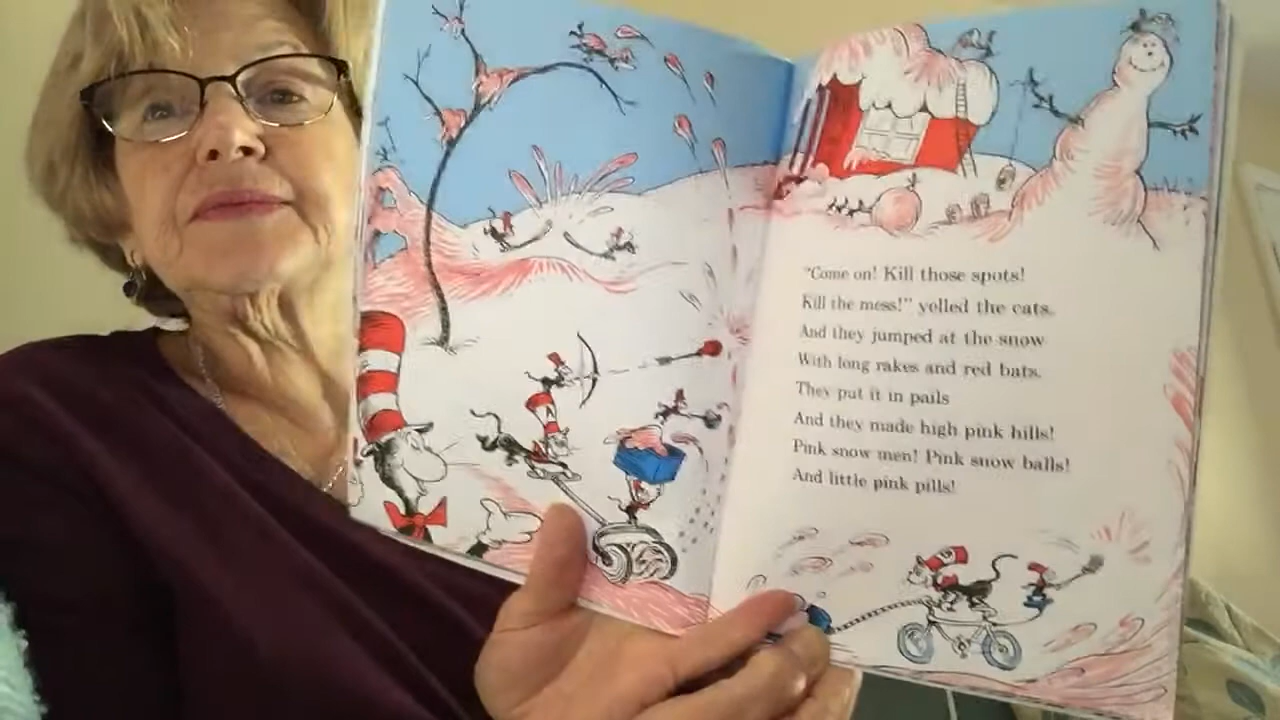 "Come on! Kill those spots!
Kill the mess!" yelled the cats.
And they jumped at the snow
With long rakes and red bats.
They put it in pails
And they made high pink hills!
Pink snow men! Pink snow balls!
And little pink pills!
A